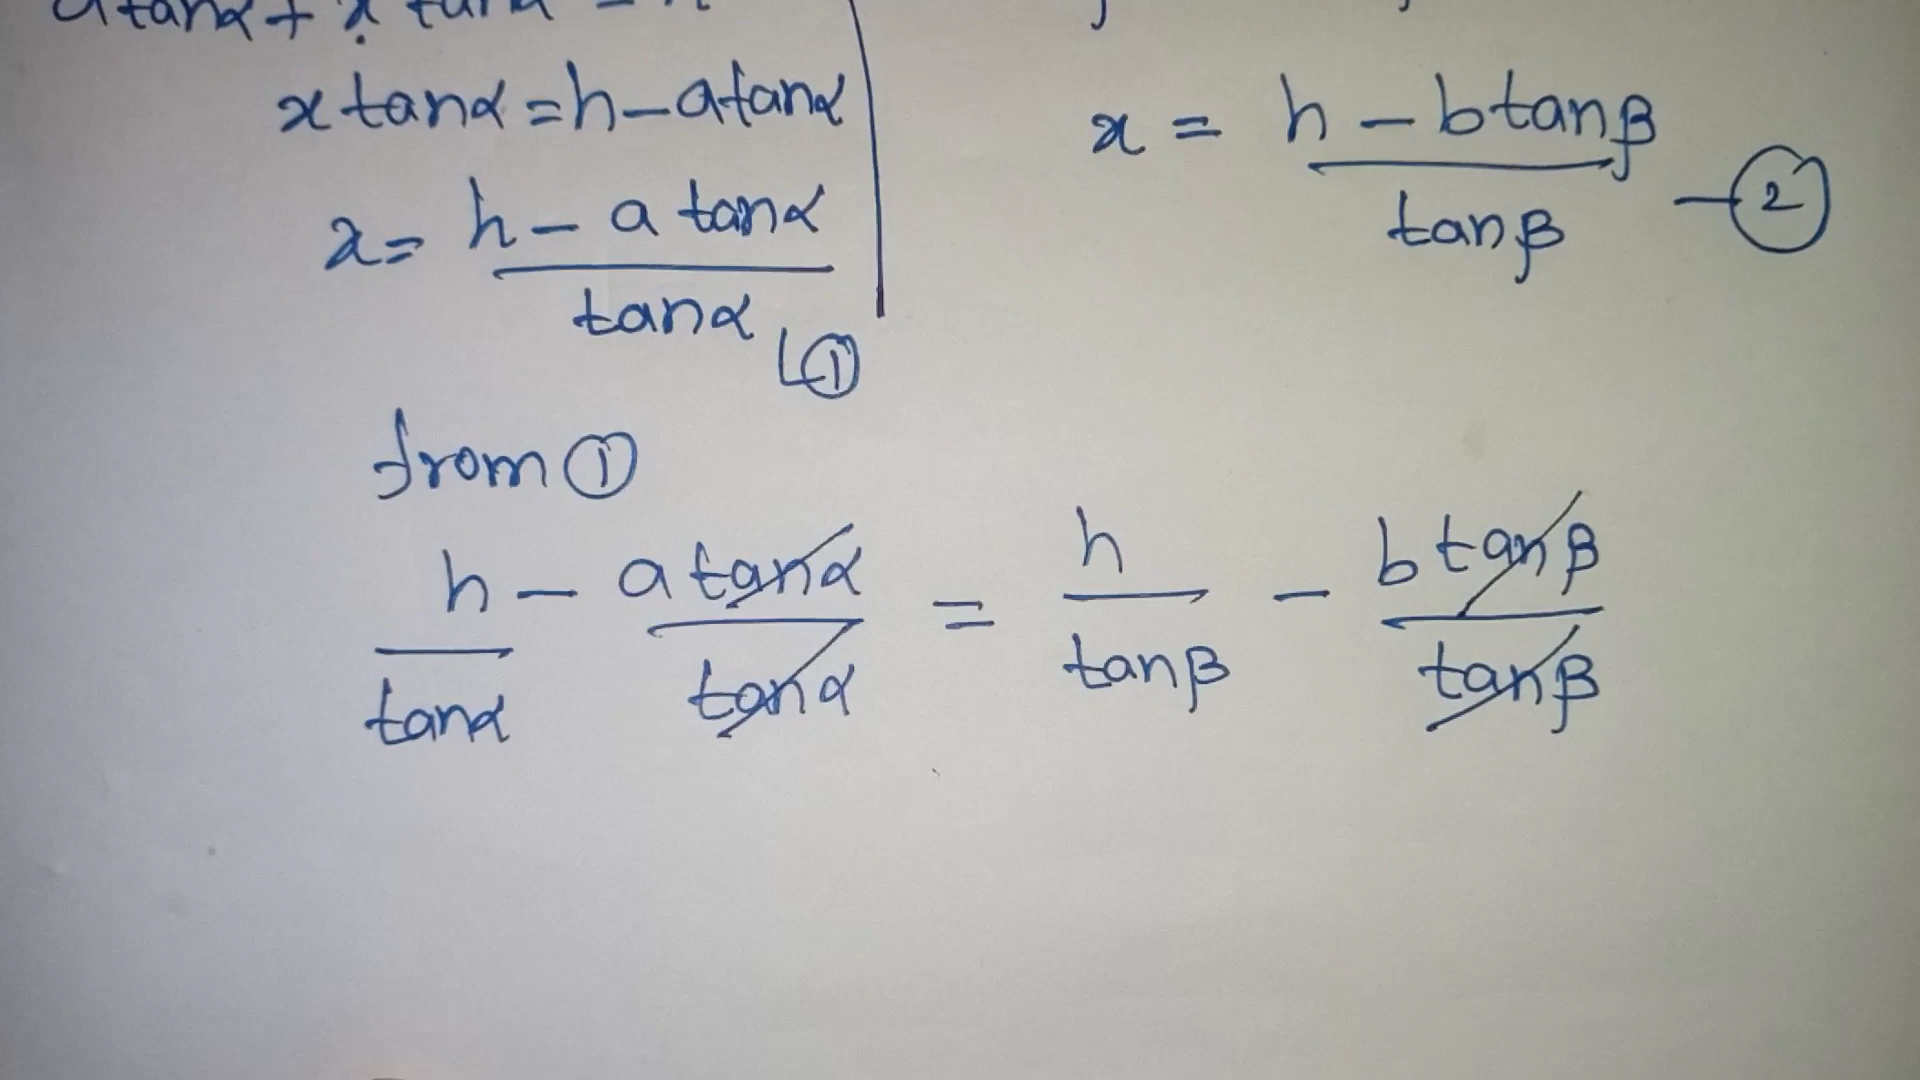 x tanα = h - a tanα
x = h - a tanα / tanα ①
x = h - b tanβ / tanβ - ②
from ①
h / tanα - a tanα / tanα = h / tanβ - b tanβ / tanβ